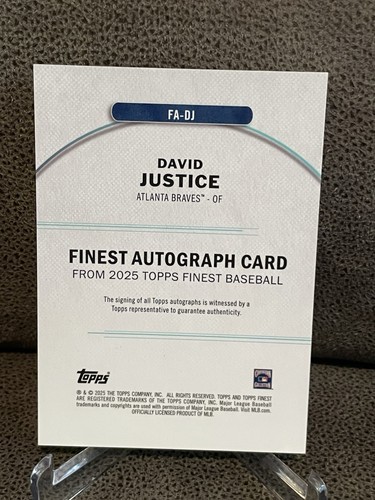 FA-DJ
DAVID
JUSTICE
ATLANTA BRAVES™ - OF
FINEST AUTOGRAPH CARD
FROM 2025 TOPPS FINEST BASEBALL
The signing of all Topps autographs is witnessed by a
Topps representative to guarantee authenticity.
Topps
® & © 2025 THE TOPPS COMPANY, INC. ALL RIGHTS RESERVED. TOPPS AND TOPPS FINEST
ARE REGISTERED TRADEMARKS OF THE TOPPS COMPANY, INC. Major League Baseball
trademarks and copyrights are used with permission of Major League Baseball. Visit MLB.com.
OFFICIALLY LICENSED PRODUCT OF MLB.